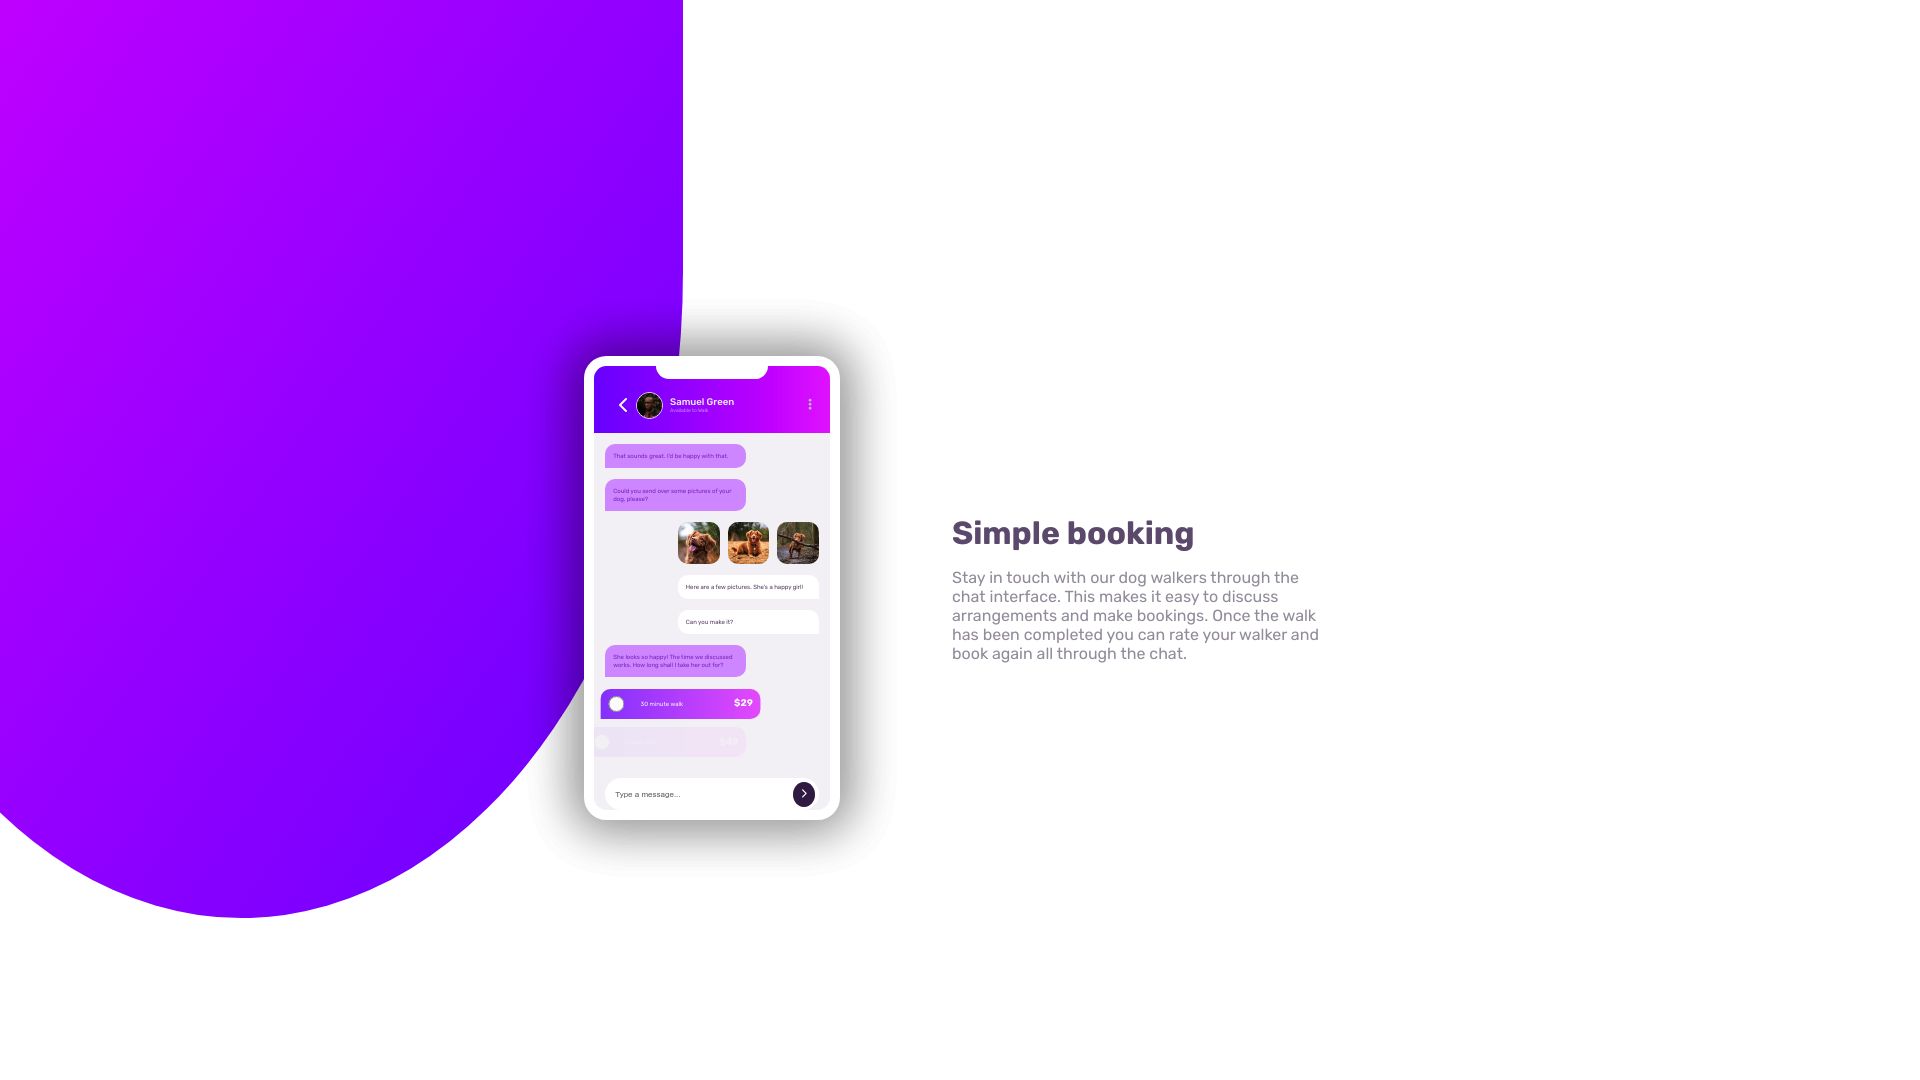 Samuel Green
Available to Walk
That sounds great. I'd be happy with that.
Could you send over some pictures of your
dog, please?
Here are a few pictures. She's a happy girl!
Can you make it?
She looks so happy! The time we discussed
works. How long shall I take her out for?
30 minute walk
$29
$49
Type a message...
Simple booking
Stay in touch with our dog walkers through the
chat interface. This makes it easy to discuss
arrangements and make bookings. Once the walk
has been completed you can rate your walker and
book again all through the chat.